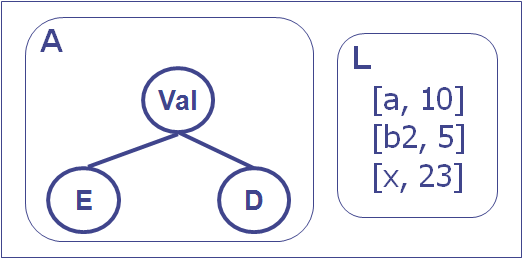 A
Val
E
D
L
[a, 10]
[b2, 5]
[x, 23]